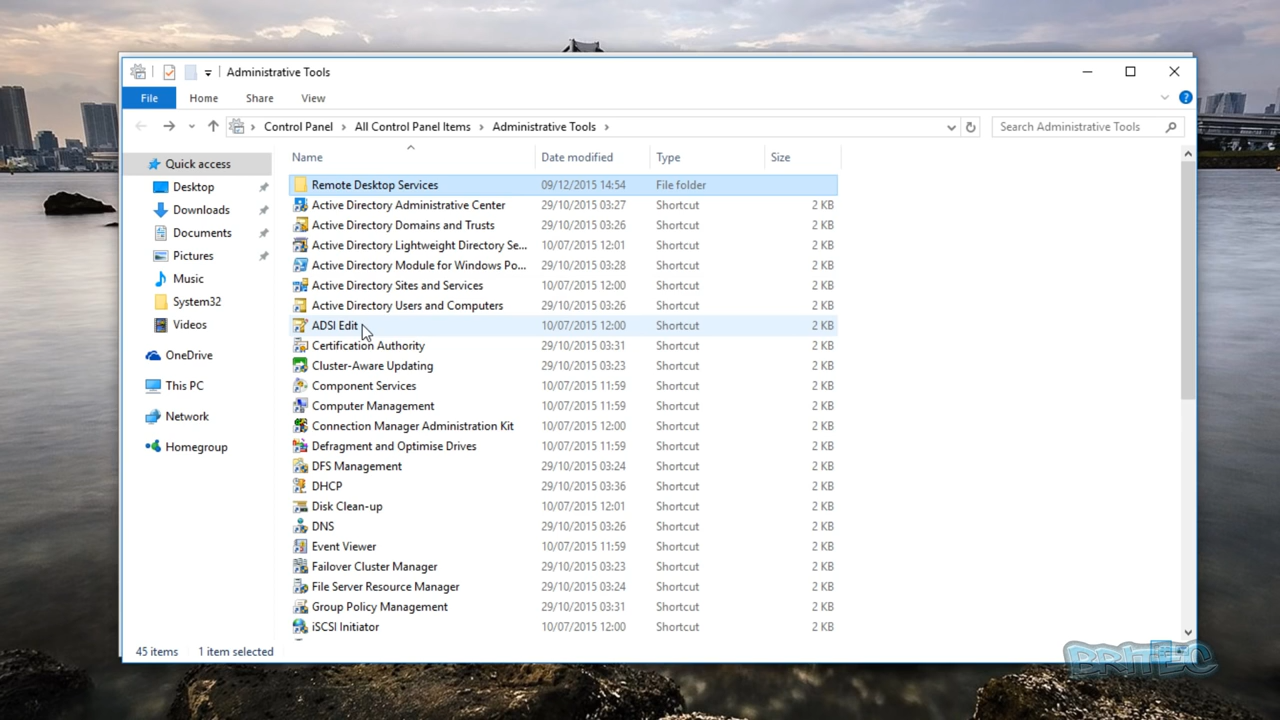 Administrative Tools
File Home Share View
Control Panel All Control Panel Items Administrative Tools Search Administrative Tools
Name Date modified Type Size
Quick access
Desktop
Downloads
Documents
Pictures
Music
System32
Videos
OneDrive
This PC
Network
Homegroup
Remote Desktop Services 09/12/2015 14:54 File folder
Active Directory Administrative Center 29/10/2015 03:27 Shortcut 2 KB
Active Directory Domains and Trusts 29/10/2015 03:26 Shortcut 2 KB
Active Directory Lightweight Directory Se... 10/07/2015 12:01 Shortcut 2 KB
Active Directory Module for Windows Po... 29/10/2015 03:28 Shortcut 2 KB
Active Directory Sites and Services 10/07/2015 12:00 Shortcut 2 KB
Active Directory Users and Computers 29/10/2015 03:26 Shortcut 2 KB
ADSI Edit 10/07/2015 12:00 Shortcut 2 KB
Certification Authority 29/10/2015 03:31 Shortcut 2 KB
Cluster-Aware Updating 29/10/2015 03:23 Shortcut 2 KB
Component Services 10/07/2015 11:59 Shortcut 2 KB
Computer Management 10/07/2015 11:59 Shortcut 2 KB
Connection Manager Administration Kit 10/07/2015 12:00 Shortcut 2 KB
Defragment and Optimise Drives 10/07/2015 11:59 Shortcut 2 KB
DFS Management 29/10/2015 03:24 Shortcut 2 KB
DHCP 29/10/2015 03:36 Shortcut 2 KB
Disk Clean-up 10/07/2015 12:01 Shortcut 2 KB
DNS 29/10/2015 03:26 Shortcut 2 KB
Event Viewer 10/07/2015 11:59 Shortcut 2 KB
Failover Cluster Manager 29/10/2015 03:23 Shortcut 2 KB
File Server Resource Manager 29/10/2015 03:24 Shortcut 2 KB
Group Policy Management 29/10/2015 03:31 Shortcut 2 KB
iSCSI Initiator 10/07/2015 12:00 Shortcut 2 KB
45 items 1 item selected
BRITEC